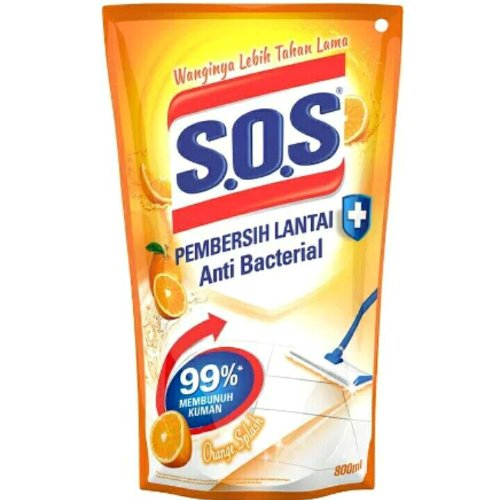 Wanginya Lebih Tahan Lama
S.O.S®
PEMBERSIH LANTAI
Anti Bacterial
99%*
MEMBUNUH
KUMAN
Orange Splash
800ml